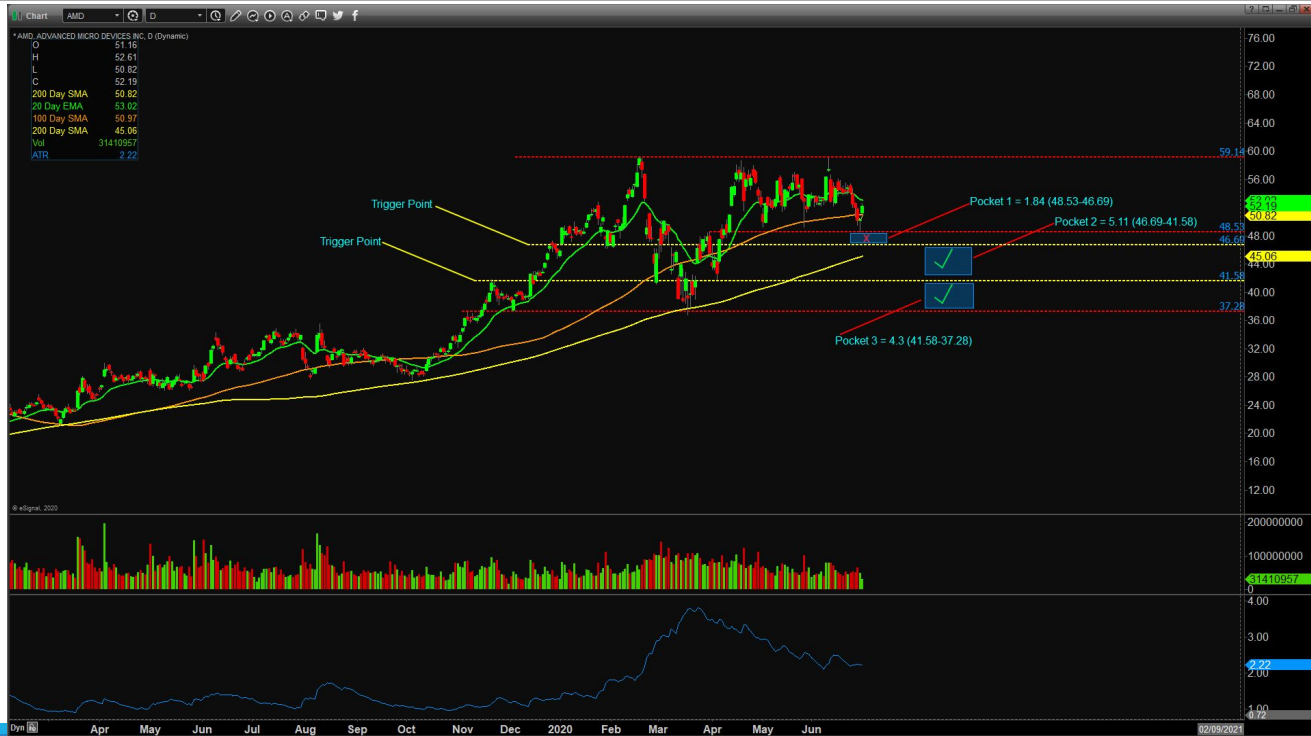 Chart AMD D
* AMD, ADVANCED MICRO DEVICES INC, D (Dynamic)
O 51.16
H 52.61
L 50.82
C 52.19
200 Day SMA 50.82
20 Day EMA 53.02
100 Day SMA 50.97
200 Day SMA 45.06
Vol 31410957
ATR 2.22
76.00
72.00
68.00
64.00
59.14 60.00
56.00
Trigger Point
Pocket 1 = 1.84 (48.53-46.69)
52.19
50.82
Pocket 2 = 5.11 (46.69-41.58)
48.53
48.00
X
Trigger Point
46.69
45.06
44.00
41.58
40.00
37.28
36.00
Pocket 3 = 4.3 (41.58-37.28)
32.00
28.00
24.00
20.00
16.00
12.00
© eSignal, 2020
200000000
100000000
31410957
0
4.00
3.00
2.22
2.00
1.00
0.72
Dyn Apr May Jun Jul Aug Sep Oct Nov Dec 2020 Feb Mar Apr May Jun 02/09/2021